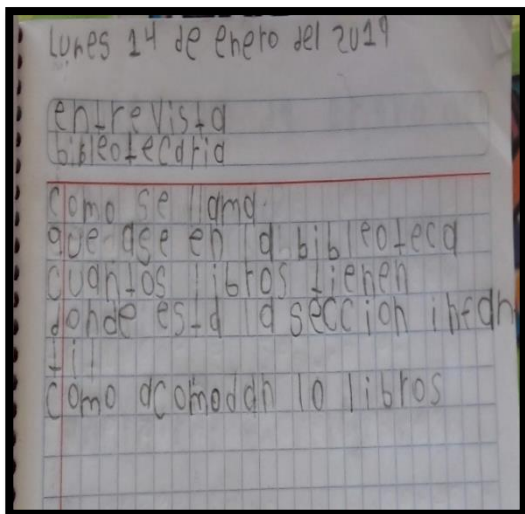 Lunes 14 de enero del 2019
entrevista
bibleotecaria
como se llama.
que ase en la bibleoteca
cuantos libros tienen
donde esta la seccion infan
til
como acomodan lo libros